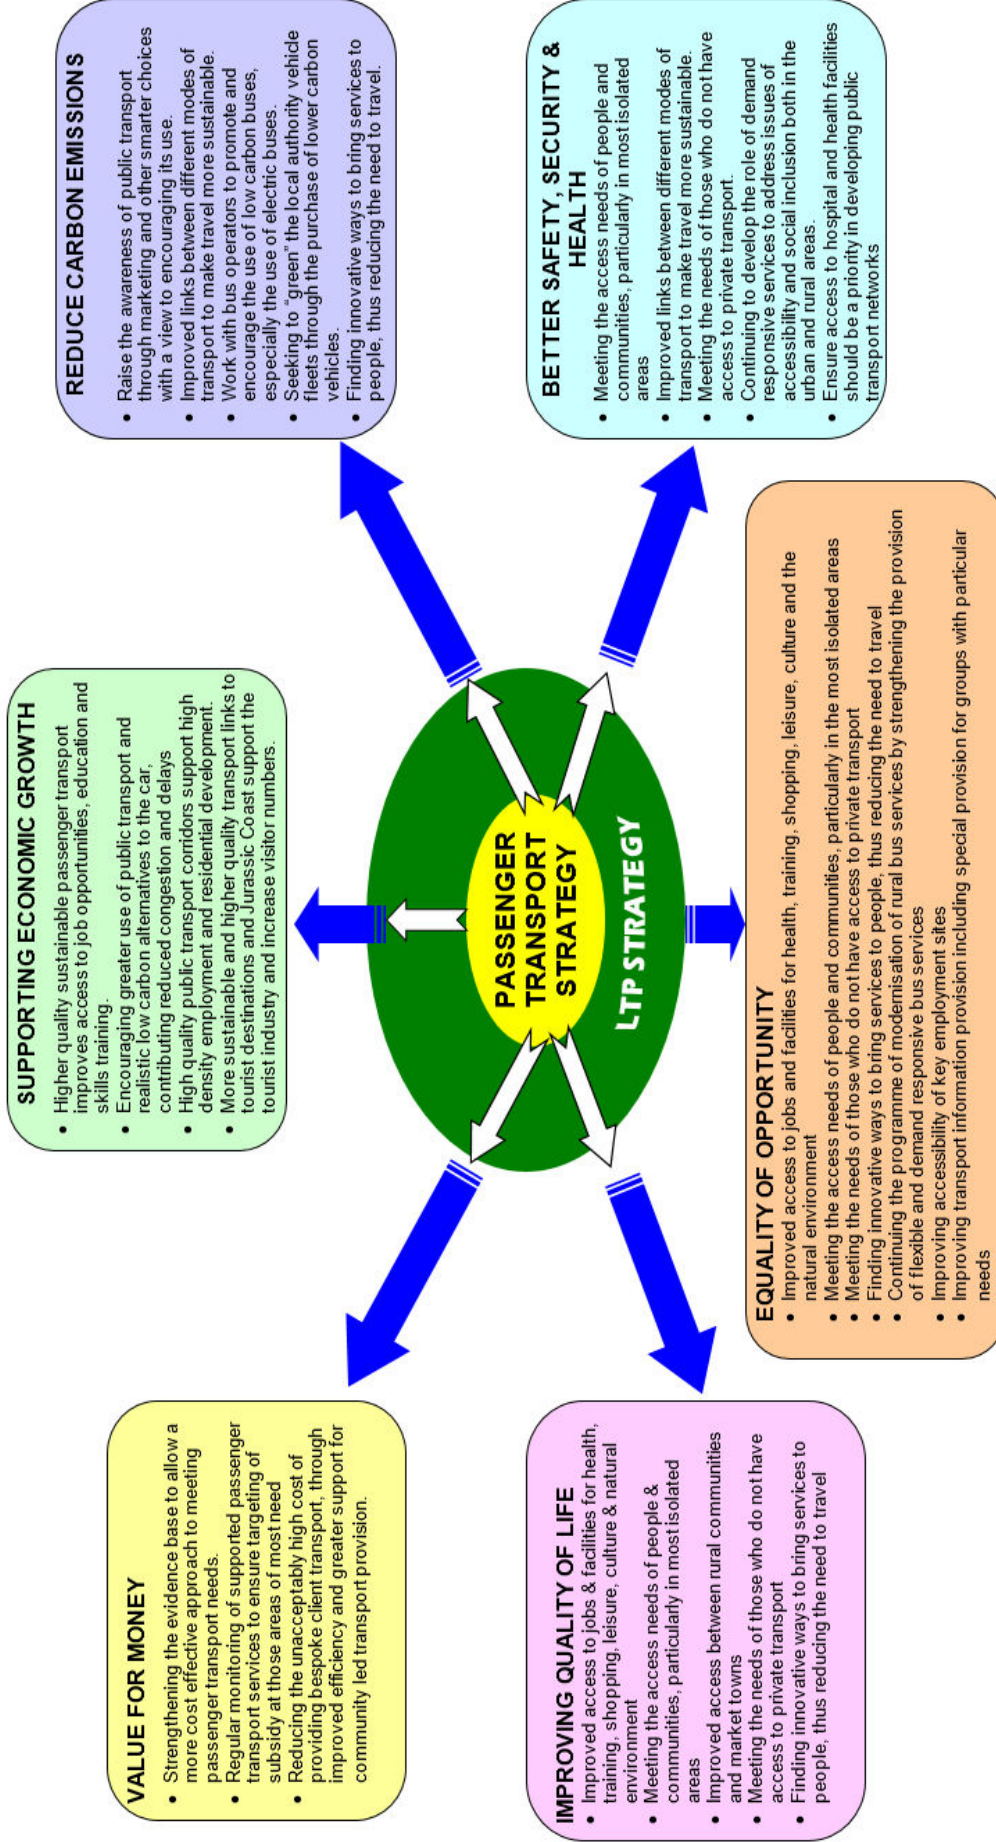 SUPPORTING ECONOMIC GROWTH
• Higher quality sustainable passenger transport
improves access to job opportunities, education and
skills training.
• Encouraging greater use of public transport and
realistic low carbon alternatives to the car,
contributing reduced congestion and delays
• High quality public transport corridors support high
density employment and residential development.
• More sustainable and higher quality transport links to
tourist destinations and Jurassic Coast support the
tourist industry and increase visitor numbers.
VALUE FOR MONEY
• Strengthening the evidence base to allow a
more cost effective approach to meeting
passenger transport needs.
• Regular monitoring of supported passenger
transport services to ensure targeting of
subsidy at those areas of most need
• Reducing the unacceptably high cost of
providing bespoke client transport, through
improved efficiency and greater support for
community led transport provision.
REDUCE CARBON EMISSIONS
• Raise the awareness of public transport
through marketing and other smarter choices
with a view to encouraging its use.
• Improved links between different modes of
transport to make travel more sustainable.
• Work with bus operators to promote and
encourage the use of low carbon buses,
especially the use of electric buses.
• Seeking to "green" the local authority vehicle
fleets through the purchase of lower carbon
vehicles.
• Finding innovative ways to bring services to
people, thus reducing the need to travel.
PASSENGER
TRANSPORT
STRATEGY
LTP STRATEGY
IMPROVING QUALITY OF LIFE
• Improved access to jobs & facilities for health,
training, shopping, leisure, culture & natural
environment
• Meeting the access needs of people &
communities, particularly in most isolated
areas
• Improved access between rural communities
and market towns
• Meeting the needs of those who do not have
access to private transport
• Finding innovative ways to bring services to
people, thus reducing the need to travel
BETTER SAFETY, SECURITY &
HEALTH
• Meeting the access needs of people and
communities, particularly in most isolated
areas
• Improved links between different modes of
transport to make travel more sustainable.
• Meeting the needs of those who do not have
access to private transport.
• Continuing to develop the role of demand
responsive services to address issues of
accessibility and social inclusion both in the
urban and rural areas.
• Ensure access to hospital and health facilities
should be a priority in developing public
transport networks
EQUALITY OF OPPORTUNITY
• Improved access to jobs and facilities for health, training, shopping, leisure, culture and the
natural environment
• Meeting the access needs of people and communities, particularly in the most isolated areas
• Meeting the needs of those who do not have access to private transport
• Finding innovative ways to bring services to people, thus reducing the need to travel
• Continuing the programme of modernisation of rural bus services by strengthening the provision
of flexible and demand responsive bus services
• Improving accessibility of key employment sites
• Improving transport information provision including special provision for groups with particular
needs